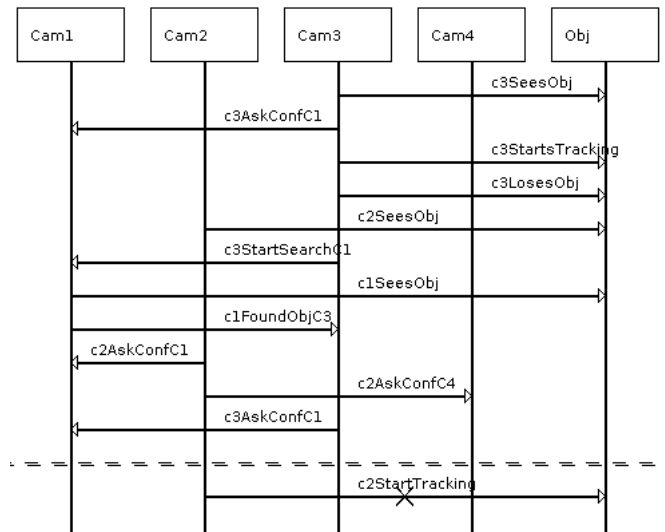 Cam1 Cam2 Cam3 Cam4 Obj
c3SeesObj
c3AskConfC1
c3StartsTracking
c3LosesObj
c2SeesObj
c3StartSearchC1
c1SeesObj
c1FoundObjC3
c2AskConfC1
c2AskConfC4
c3AskConfC1
c2StartTracking